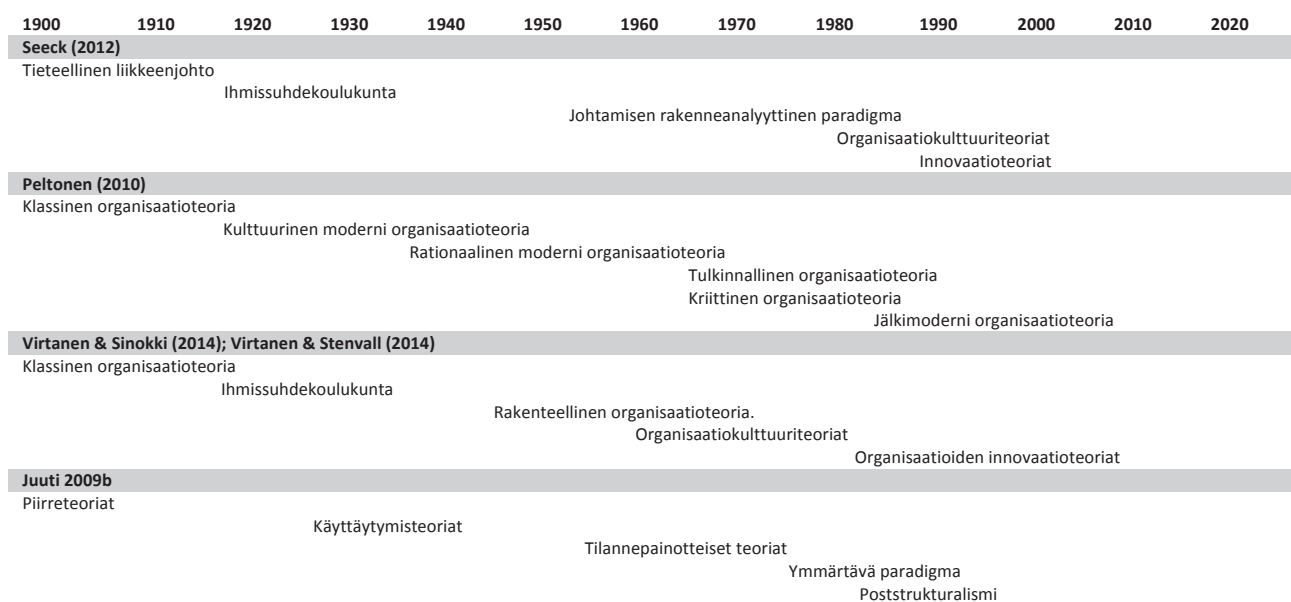 1900 1910 1920 1930 1940 1950 1960 1970 1980 1990 2000 2010 2020
Seeck (2012)
Tieteellinen liikkeenjohto
Ihmissuhdekoulukunta
Johtamisen rakenneanalyyttinen paradigma
Organisaatiokulttuuriteoriat
Innovaatioteoriat
Peltonen (2010)
Klassinen organisaatioteoria
Kulttuurinen moderni organisaatioteoria
Rationaalinen moderni organisaatioteoria
Tulkinnallinen organisaatioteoria
Kriittinen organisaatioteoria
Jälkimoderni organisaatioteoria
Virtanen & Sinokki (2014); Virtanen & Stenvall (2014)
Klassinen organisaatioteoria
Ihmissuhdekoulukunta
Rakenteellinen organisaatioteoria.
Organisaatiokulttuuriteoriat
Organisaatioiden innovaatioteoriat
Juuti 2009b
Piirreteoriat
Käyttäytymisteoriat
Tilannepainotteiset teoriat
Ymmärtävä paradigma
Poststrukturalismi